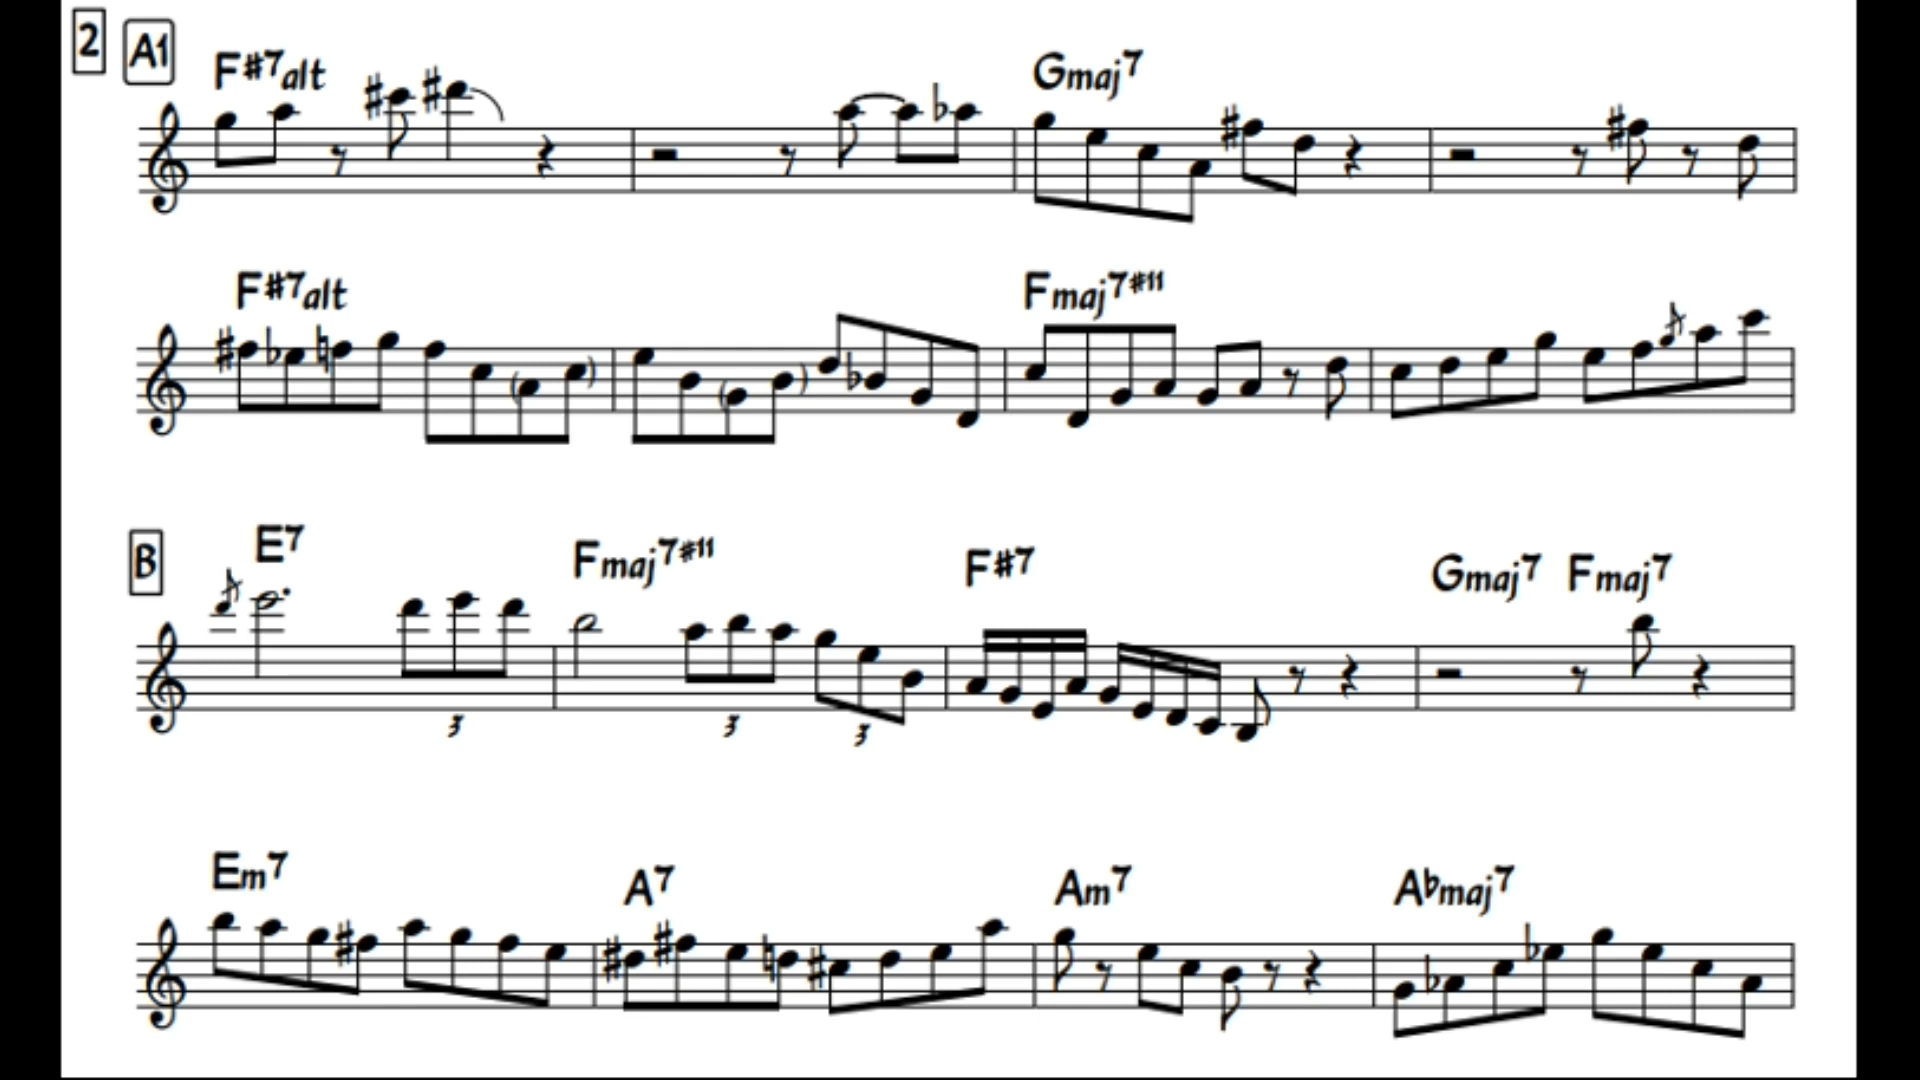 2 A1 F#7alt Gmaj7
F#7alt Fmaj7#11
B E7 Fmaj7#11 F#7 Gmaj7 Fmaj7
3 3 3
Em7 A7 Am7 A♭maj7